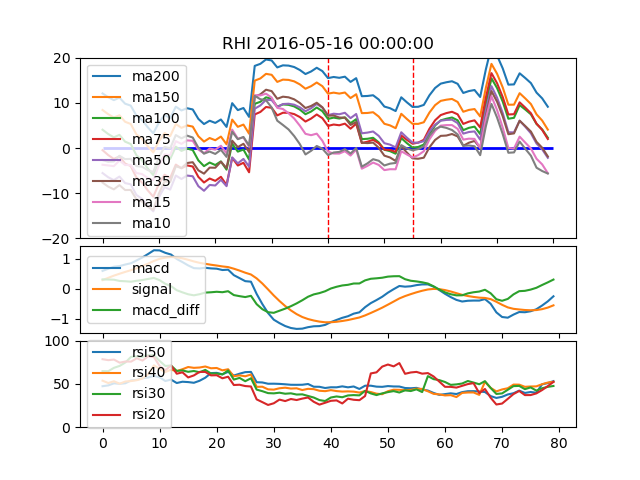 RHI 2016-05-16 00:00:00
20
10
0
−10
−20
ma200
ma150
ma100
ma75
ma50
ma35
ma15
ma10
1
0
−1
macd
signal
macd_diff
100
50
0
rsi50
rsi40
rsi30
rsi20
0 10 20 30 40 50 60 70 80